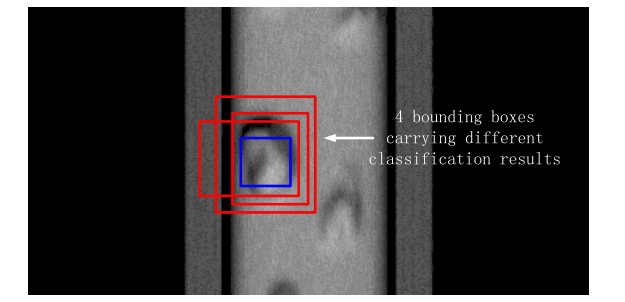 4 bounding boxes
carrying different
classification results